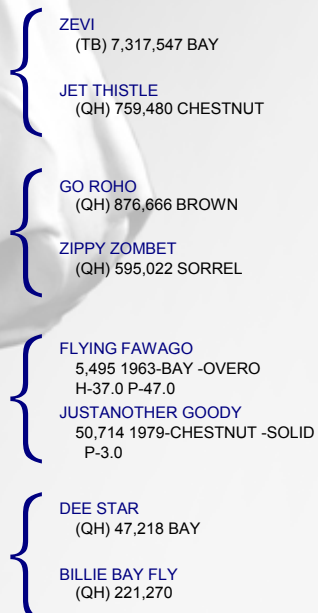 ZEVI
(TB) 7,317,547 BAY
JET THISTLE
(QH) 759,480 CHESTNUT
GO ROHO
(QH) 876,666 BROWN
ZIPPY ZOMBET
(QH) 595,022 SORREL
FLYING FAWAGO
5,495 1963-BAY -OVERO
H-37.0 P-47.0
JUSTANOTHER GOODY
50,714 1979-CHESTNUT -SOLID
P-3.0
DEE STAR
(QH) 47,218 BAY
BILLIE BAY FLY
(QH) 221,270